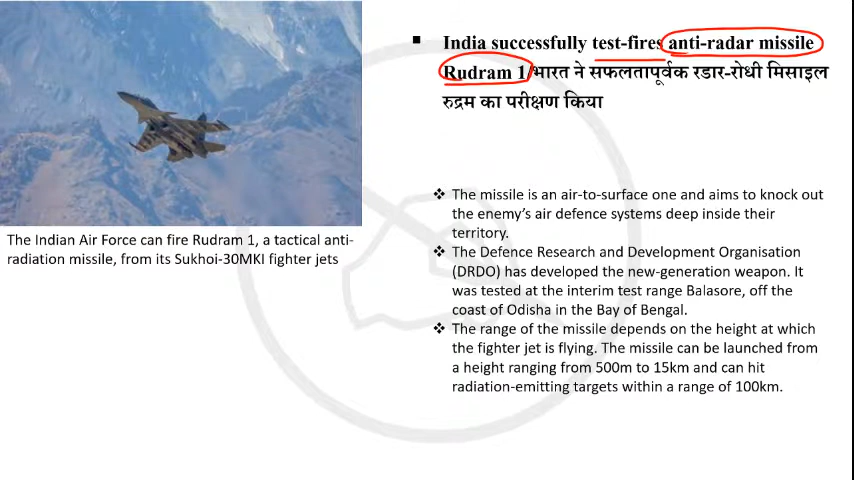 ▪ India successfully test-fires anti-radar missile
Rudram 1/भारत ने सफलतापूर्वक रडार-रोधी मिसाइल
रुद्रम का परीक्षण किया
The Indian Air Force can fire Rudram 1, a tactical anti-
radiation missile, from its Sukhoi-30MKI fighter jets
❖ The missile is an air-to-surface one and aims to knock out
the enemy’s air defence systems deep inside their
territory.
❖ The Defence Research and Development Organisation
(DRDO) has developed the new-generation weapon. It
was tested at the interim test range Balasore, off the
coast of Odisha in the Bay of Bengal.
❖ The range of the missile depends on the height at which
the fighter jet is flying. The missile can be launched from
a height ranging from 500m to 15km and can hit
radiation-emitting targets within a range of 100km.